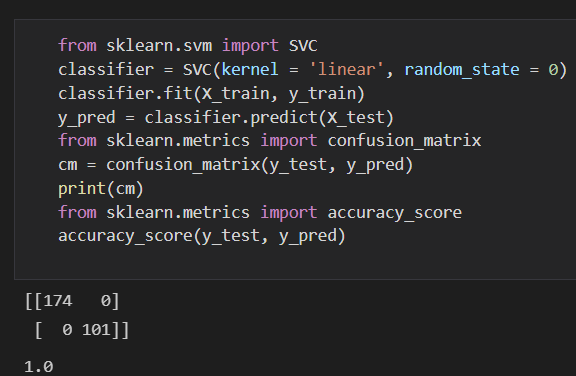 from sklearn.svm import SVC
classifier = SVC(kernel = 'linear', random_state = 0)
classifier.fit(X_train, y_train)
y_pred = classifier.predict(X_test)
from sklearn.metrics import confusion_matrix
cm = confusion_matrix(y_test, y_pred)
print(cm)
from sklearn.metrics import accuracy_score
accuracy_score(y_test, y_pred)
[[174   0]
 [  0 101]]
1.0